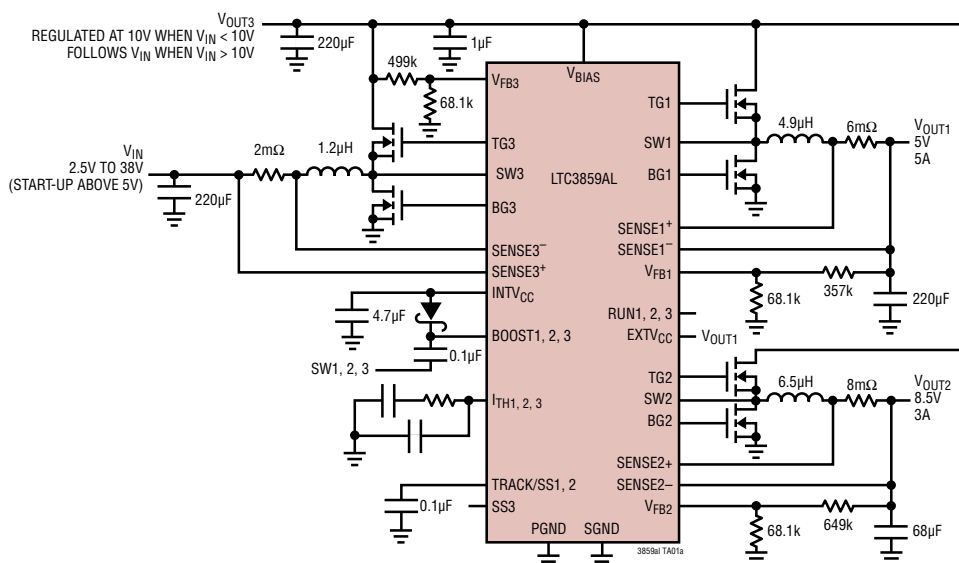 VOUT3
REGULATED AT 10V WHEN VIN < 10V
FOLLOWS VIN WHEN VIN > 10V
220µF
1µF
499k
68.1k
VFB3
VBIAS
TG1
SW1
BG1
4.9µH
6mΩ
VOUT1
5V
5A
VIN
2.5V TO 38V
(START-UP ABOVE 5V)
220µF
2mΩ
1.2µH
TG3
SW3
BG3
LTC3859AL
SENSE3–
SENSE3+
SENSE1+
SENSE1–
VFB1
68.1k
357k
220µF
INTVCC
4.7µF
BOOST1, 2, 3
0.1µF
SW1, 2, 3
RUN1, 2, 3
EXTVCC
VOUT1
ITH1, 2, 3
TG2
SW2
BG2
6.5µH
8mΩ
VOUT2
8.5V
3A
SENSE2+
SENSE2–
VFB2
68.1k
649k
68µF
TRACK/SS1, 2
0.1µF
SS3
PGND
SGND
3859al TA01a